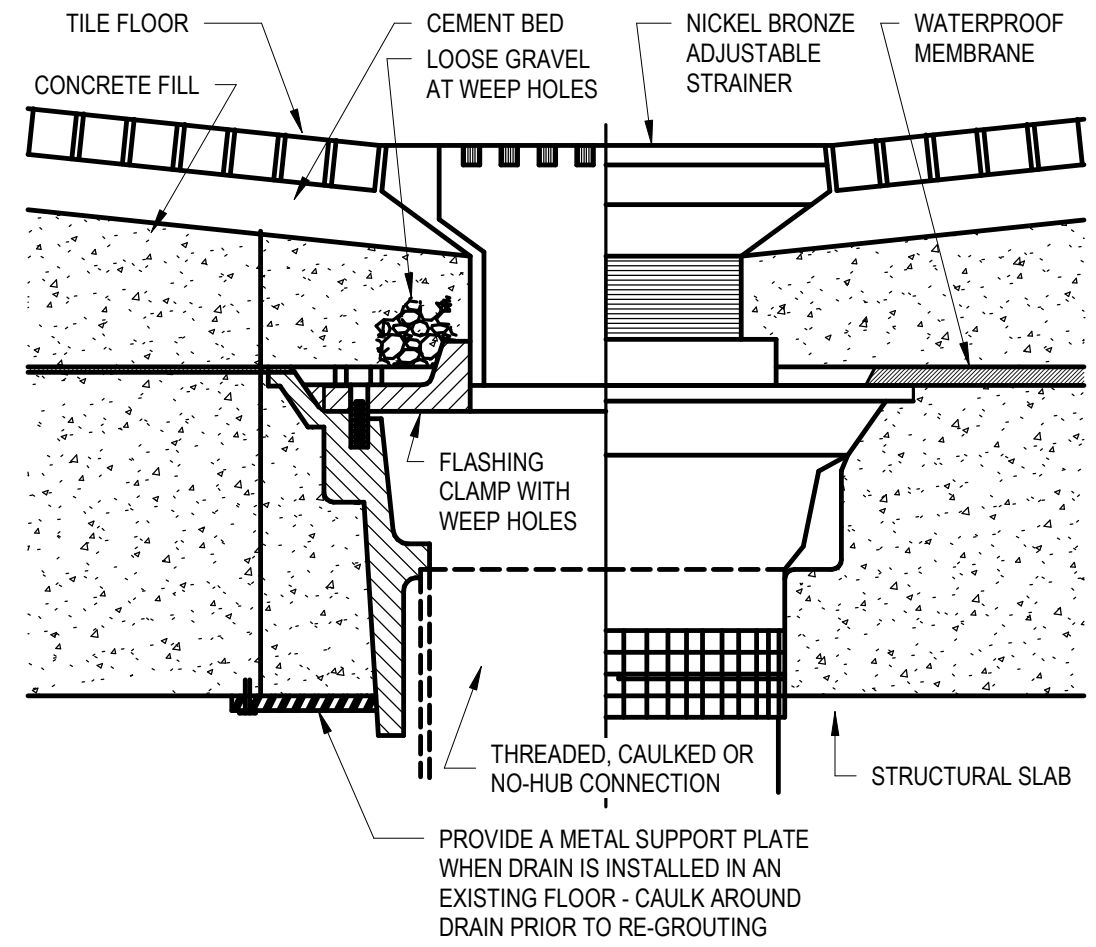 TILE FLOOR
CONCRETE FILL
CEMENT BED
LOOSE GRAVEL
AT WEEP HOLES
NICKEL BRONZE
ADJUSTABLE
STRAINER
WATERPROOF
MEMBRANE
FLASHING
CLAMP WITH
WEEP HOLES
THREADED, CAULKED OR
NO-HUB CONNECTION
STRUCTURAL SLAB
PROVIDE A METAL SUPPORT PLATE
WHEN DRAIN IS INSTALLED IN AN
EXISTING FLOOR - CAULK AROUND
DRAIN PRIOR TO RE-GROUTING